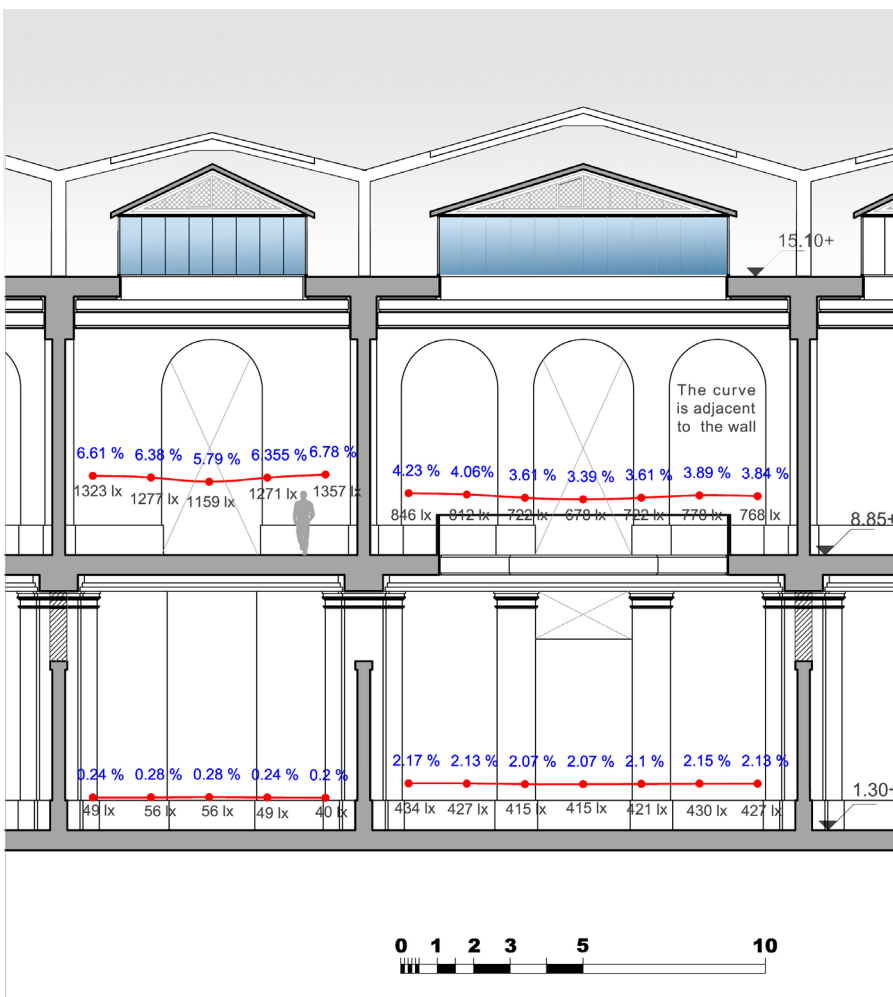 15.10+
The curve
is adjacent
to the wall
6.61 % 6.38 % 5.79 % 6.355 % 6.78 %
1323 lx 1277 lx 1159 lx 1271 lx 1357 lx
4.23 % 4.06% 3.61 % 3.39 % 3.61 % 3.89 % 3.84 %
846 lx 812 lx 722 lx 678 lx 722 lx 778 lx 768 lx
8.85+
0.24 % 0.28 % 0.28 % 0.24 % 0.2 %
49 lx 56 lx 56 lx 49 lx 40 lx
2.17 % 2.13 % 2.07 % 2.07 % 2.1 % 2.15 % 2.13 %
434 lx 427 lx 415 lx 415 lx 421 lx 430 lx 427 lx
1.30+
0 1 2 3 5 10